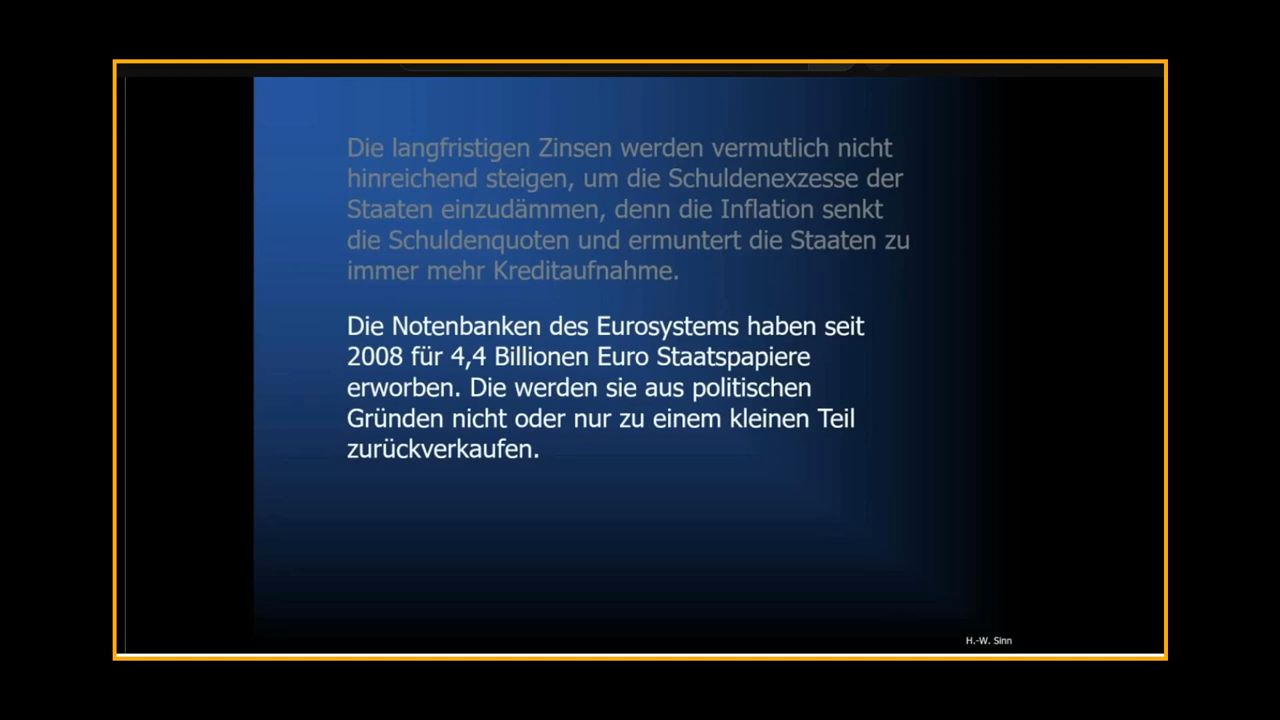 Die langfristigen Zinsen werden vermutlich nicht
hinreichend steigen, um die Schuldenexzesse der
Staaten einzudämmen, denn die Inflation senkt
die Schuldenquoten und ermuntert die Staaten zu
immer mehr Kreditaufnahme.
Die Notenbanken des Eurosystems haben seit
2008 für 4,4 Billionen Euro Staatspapiere
erworben. Die werden sie aus politischen
Gründen nicht oder nur zu einem kleinen Teil
zurückverkaufen.
H.-W. Sinn